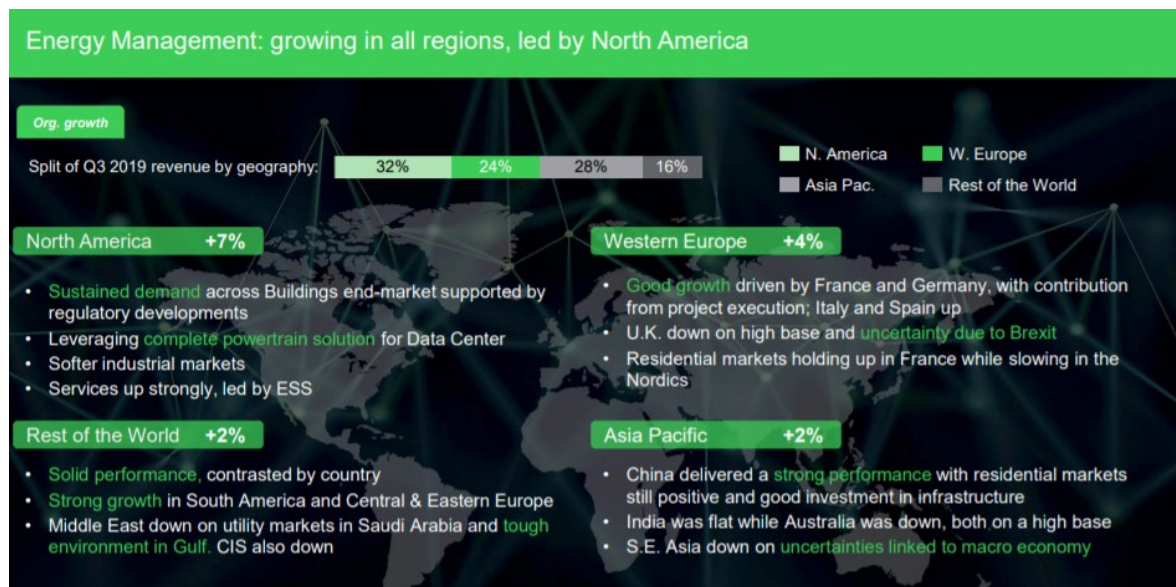 Energy Management: growing in all regions, led by North America
Org. growth
Split of Q3 2019 revenue by geography:
32%
24%
28%
16%
N. America
W. Europe
Asia Pac.
Rest of the World
North America +7%
• Sustained demand across Buildings end-market supported by
regulatory developments
• Leveraging complete powertrain solution for Data Center
• Softer industrial markets
• Services up strongly, led by ESS
Western Europe +4%
• Good growth driven by France and Germany, with contribution
from project execution; Italy and Spain up
• U.K. down on high base and uncertainty due to Brexit
• Residential markets holding up in France while slowing in the
Nordics
Rest of the World +2%
• Solid performance, contrasted by country
• Strong growth in South America and Central & Eastern Europe
• Middle East down on utility markets in Saudi Arabia and tough
environment in Gulf. CIS also down
Asia Pacific +2%
• China delivered a strong performance with residential markets
still positive and good investment in infrastructure
• India was flat while Australia was down, both on a high base
• S.E. Asia down on uncertainties linked to macro economy